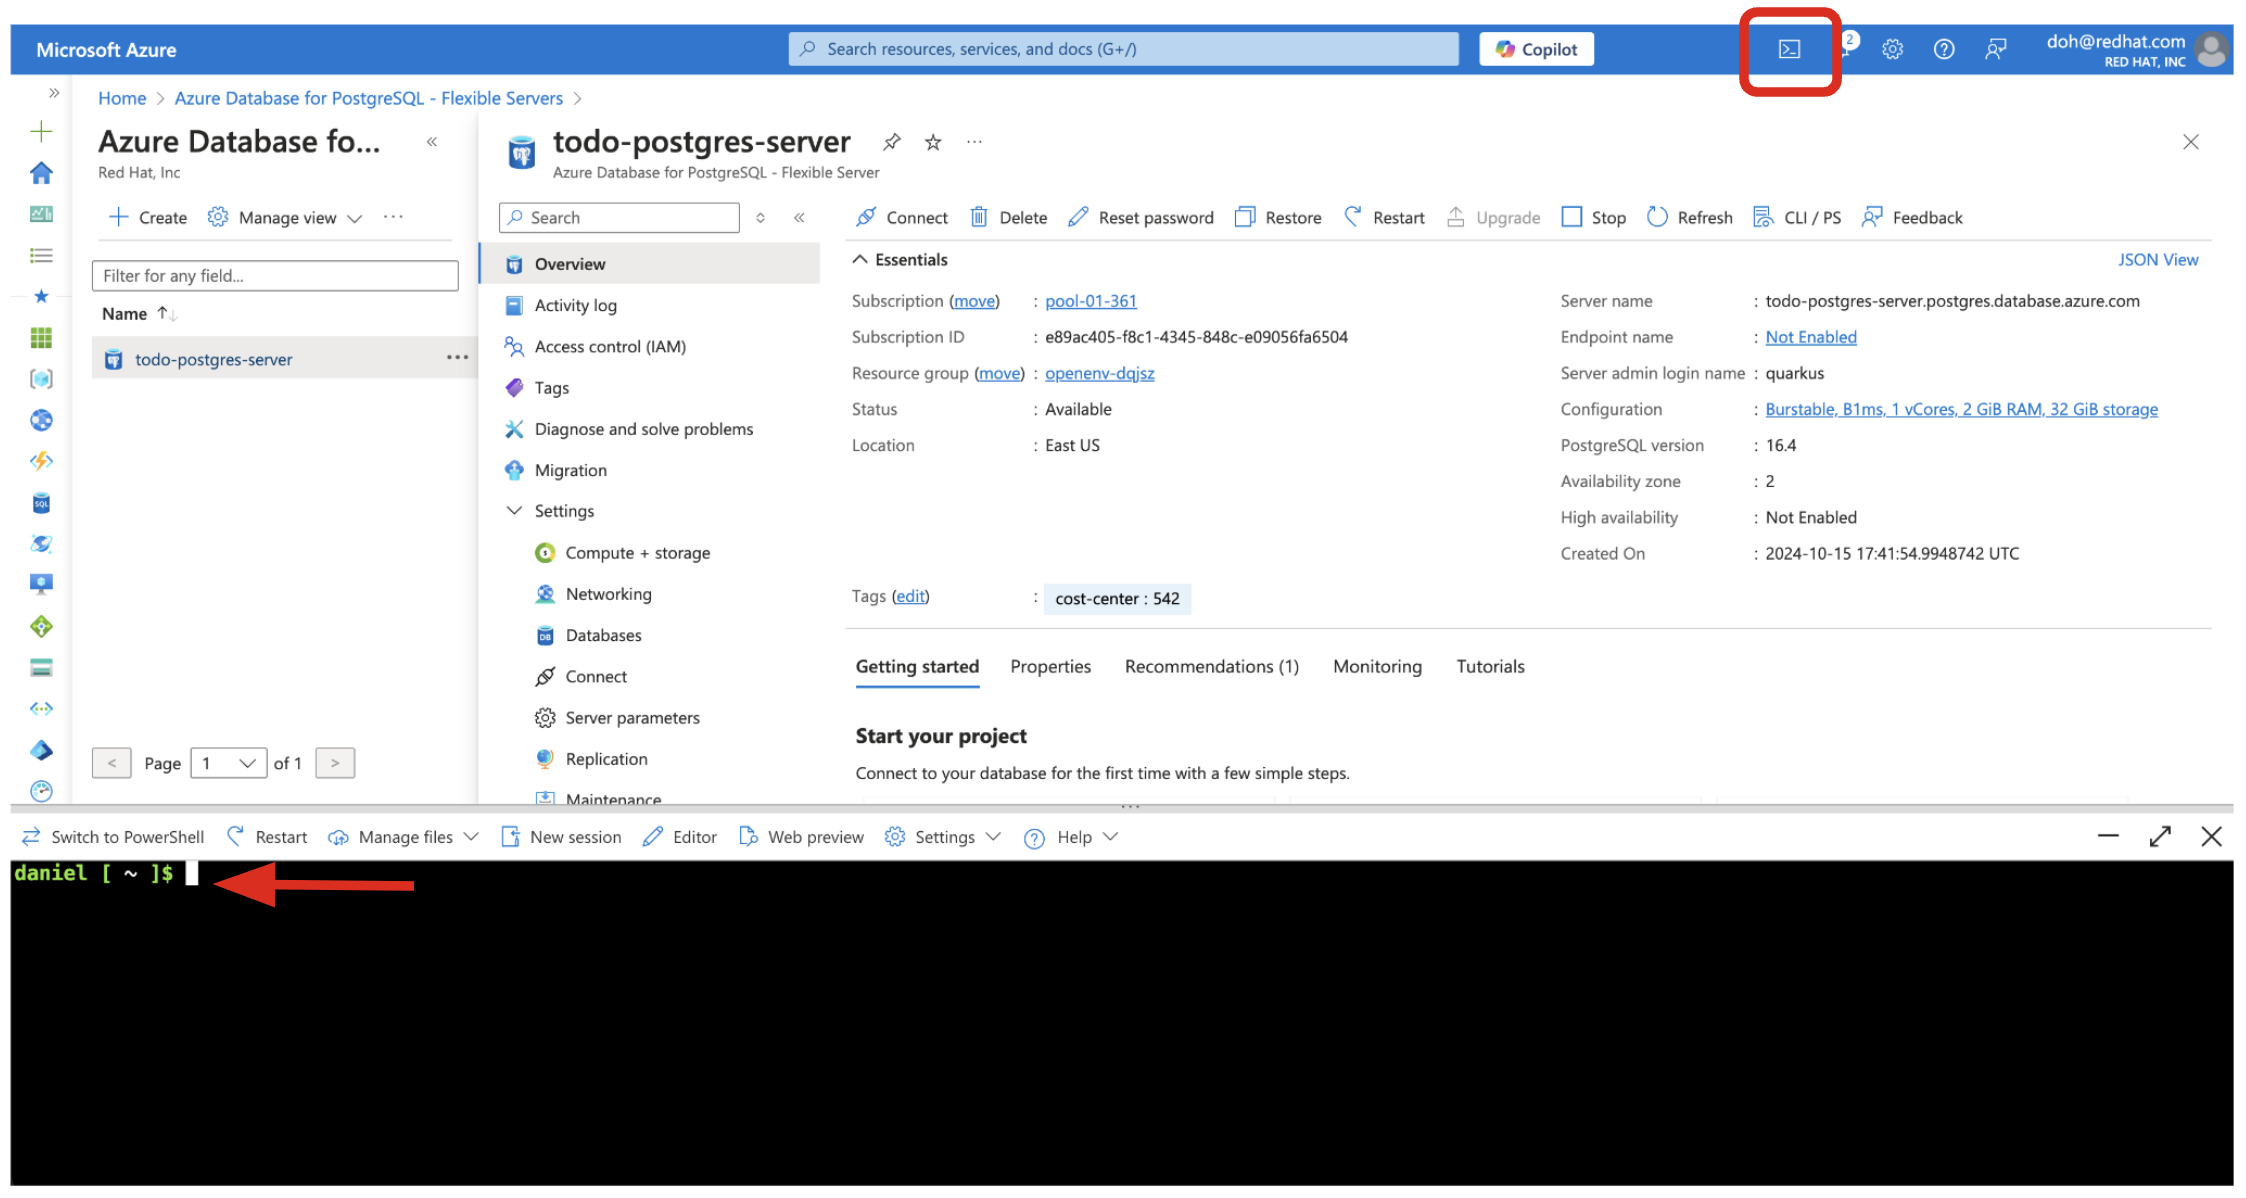 Microsoft Azure
Search resources, services, and docs (G+/)
Copilot
2
doh@redhat.com
RED HAT, INC
Home > Azure Database for PostgreSQL - Flexible Servers >
Azure Database fo...
Red Hat, Inc
Create Manage view
Filter for any field...
Name
todo-postgres-server
< Page 1 of 1 >
todo-postgres-server
Azure Database for PostgreSQL - Flexible Server
Search
Overview
Activity log
Access control (IAM)
Tags
Diagnose and solve problems
Migration
Settings
Compute + storage
Networking
Databases
Connect
Server parameters
Replication
Maintenance
Connect Delete Reset password Restore Restart Upgrade Stop Refresh CLI / PS Feedback
Essentials
JSON View
Subscription (move) : pool-01-361
Subscription ID : e89ac405-f8c1-4345-848c-e09056fa6504
Resource group (move) : openenv-dqjsz
Status : Available
Location : East US
Server name : todo-postgres-server.postgres.database.azure.com
Endpoint name : Not Enabled
Server admin login name : quarkus
Configuration : Burstable, B1ms, 1 vCores, 2 GiB RAM, 32 GiB storage
PostgreSQL version : 16.4
Availability zone : 2
High availability : Not Enabled
Created On : 2024-10-15 17:41:54.9948742 UTC
Tags (edit) : cost-center : 542
Getting started Properties Recommendations (1) Monitoring Tutorials
Start your project
Connect to your database for the first time with a few simple steps.
Switch to PowerShell Restart Manage files New session Editor Web preview Settings Help
daniel [ ~ ]$